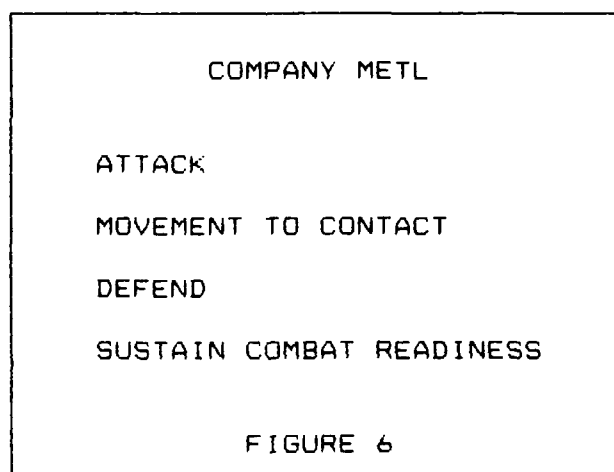 COMPANY METL
ATTACK
MOVEMENT TO CONTACT
DEFEND
SUSTAIN COMBAT READINESS
FIGURE 6